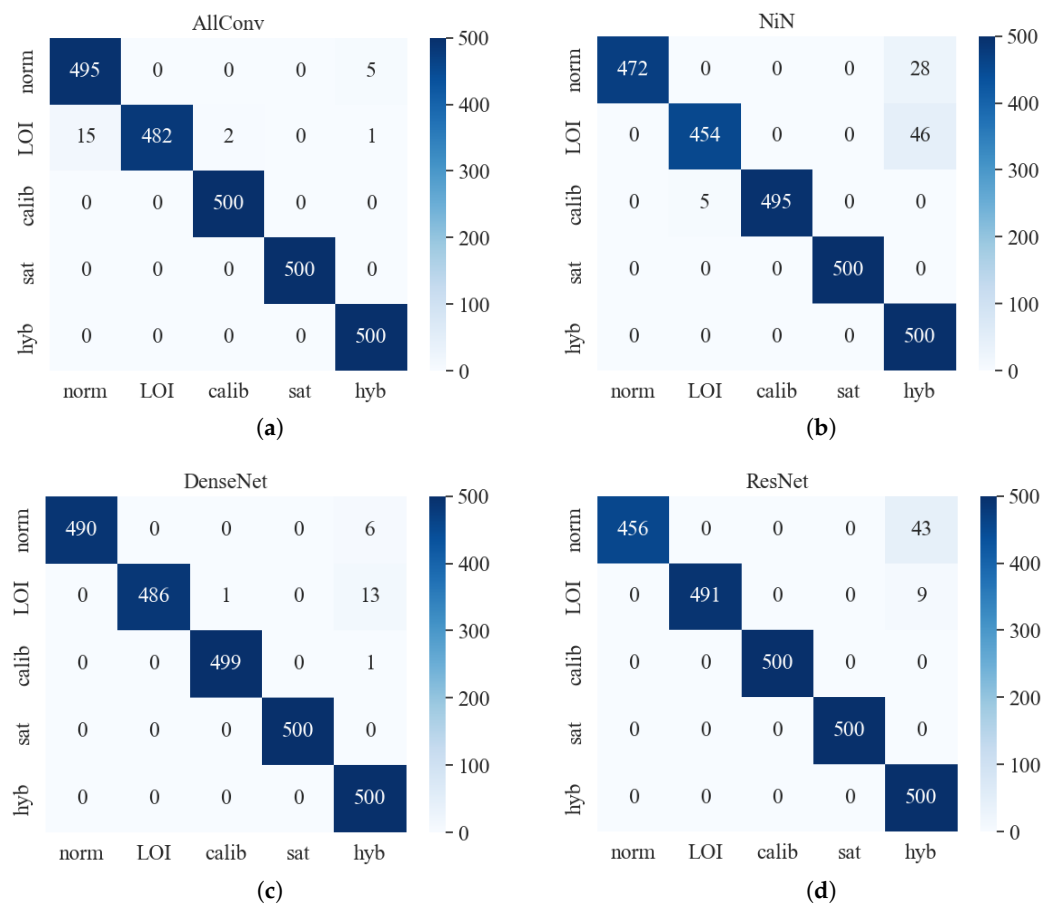 AllConv
norm 495 0 0 0 5
LOI 15 482 2 0 1
calib 0 0 500 0 0
sat 0 0 0 500 0
hyb 0 0 0 0 500
norm LOI calib sat hyb
500
400
300
200
100
0
(a)
NiN
norm 472 0 0 0 28
LOI 0 454 0 0 46
calib 0 5 495 0 0
sat 0 0 0 500 0
hyb 0 0 0 0 500
norm LOI calib sat hyb
500
400
300
200
100
0
(b)
DenseNet
norm 490 0 0 0 6
LOI 0 486 1 0 13
calib 0 0 499 0 1
sat 0 0 0 500 0
hyb 0 0 0 0 500
norm LOI calib sat hyb
500
400
300
200
100
0
(c)
ResNet
norm 456 0 0 0 43
LOI 0 491 0 0 9
calib 0 0 500 0 0
sat 0 0 0 500 0
hyb 0 0 0 0 500
norm LOI calib sat hyb
500
400
300
200
100
0
(d)